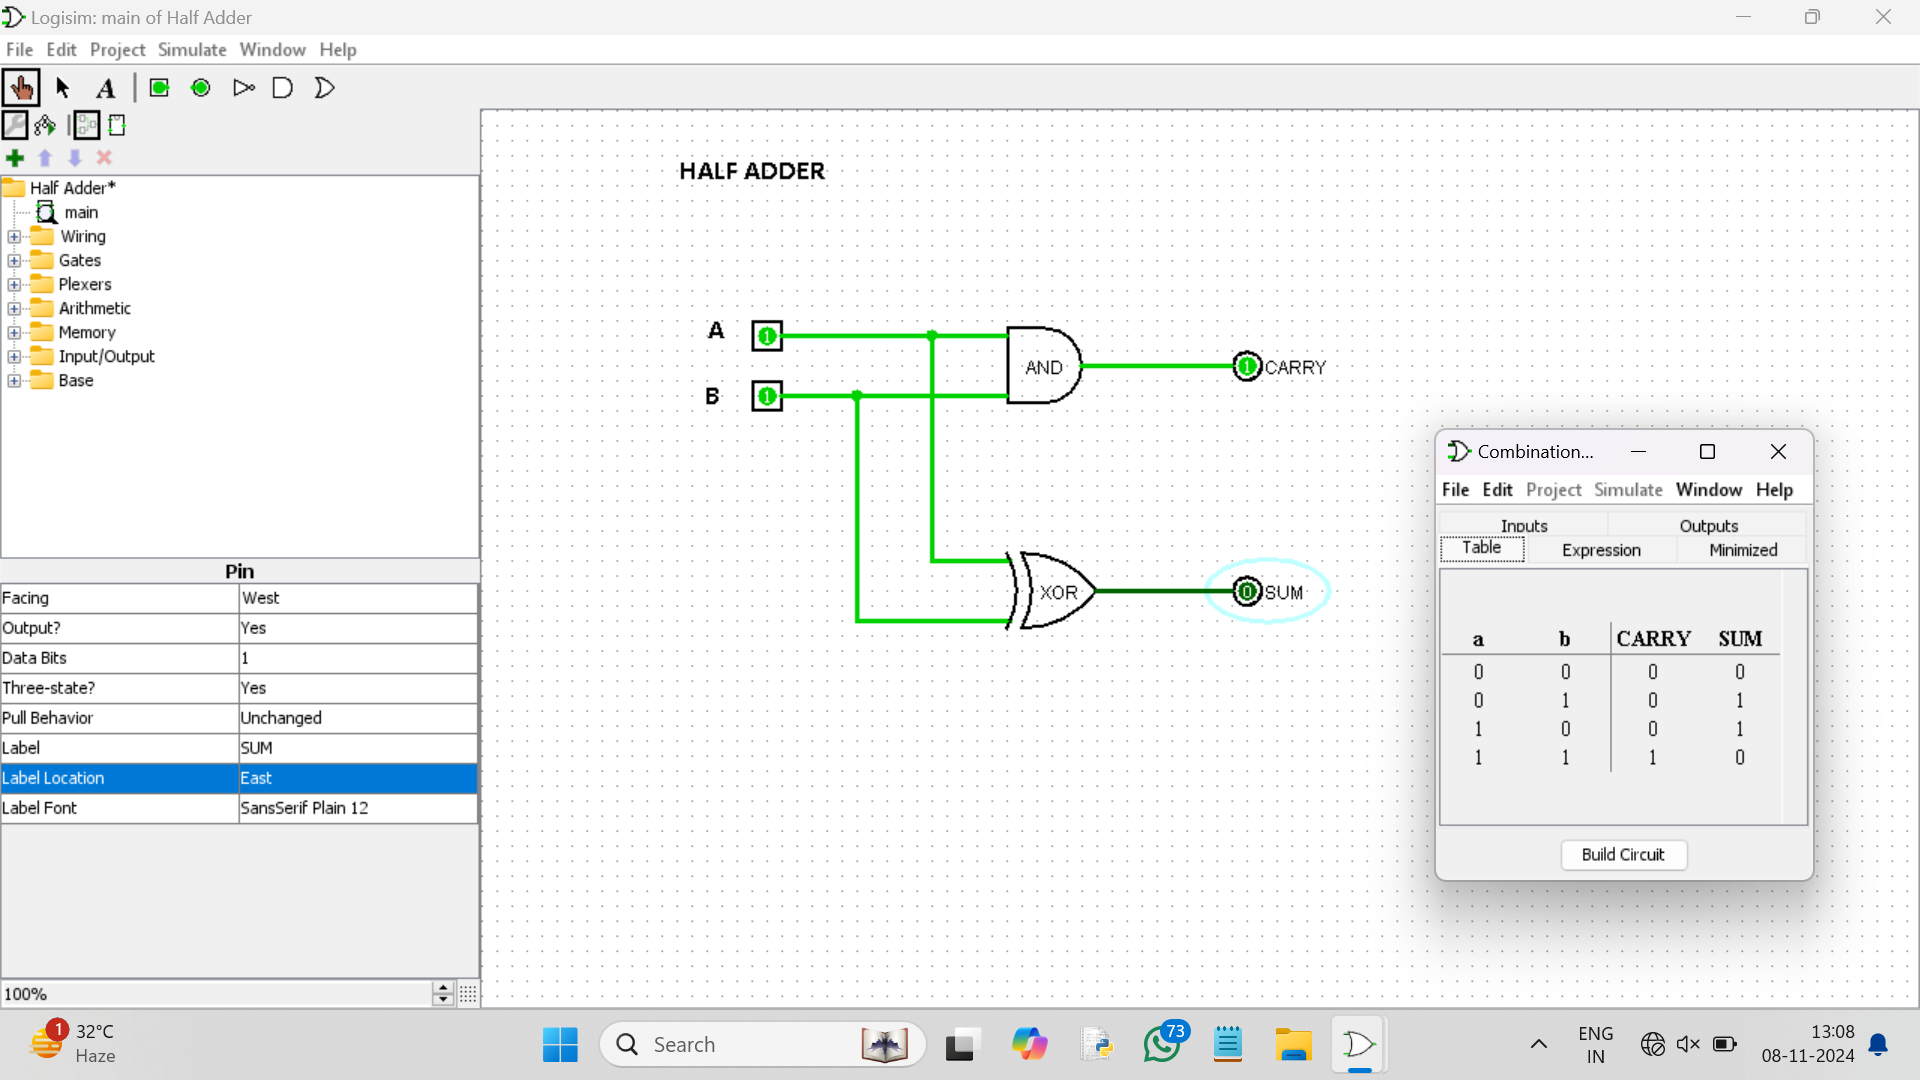 Logisim: main of Half Adder
File Edit Project Simulate Window Help
A
Half Adder*
main
Wiring
Gates
Plexers
Arithmetic
Memory
Input/Output
Base
Pin
Facing West
Output? Yes
Data Bits 1
Three-state? Yes
Pull Behavior Unchanged
Label SUM
Label Location East
Label Font SansSerif Plain 12
100%
HALF ADDER
A 1
B 1
AND
1 CARRY
XOR
0 SUM
Combination...
File Edit Project Simulate Window Help
Inputs Outputs
Table Expression Minimized
a b CARRY SUM
0 0 0 0
0 1 0 1
1 0 0 1
1 1 1 0
Build Circuit
1 32°C
Haze
Search
73
ENG
IN
13:08
08-11-2024